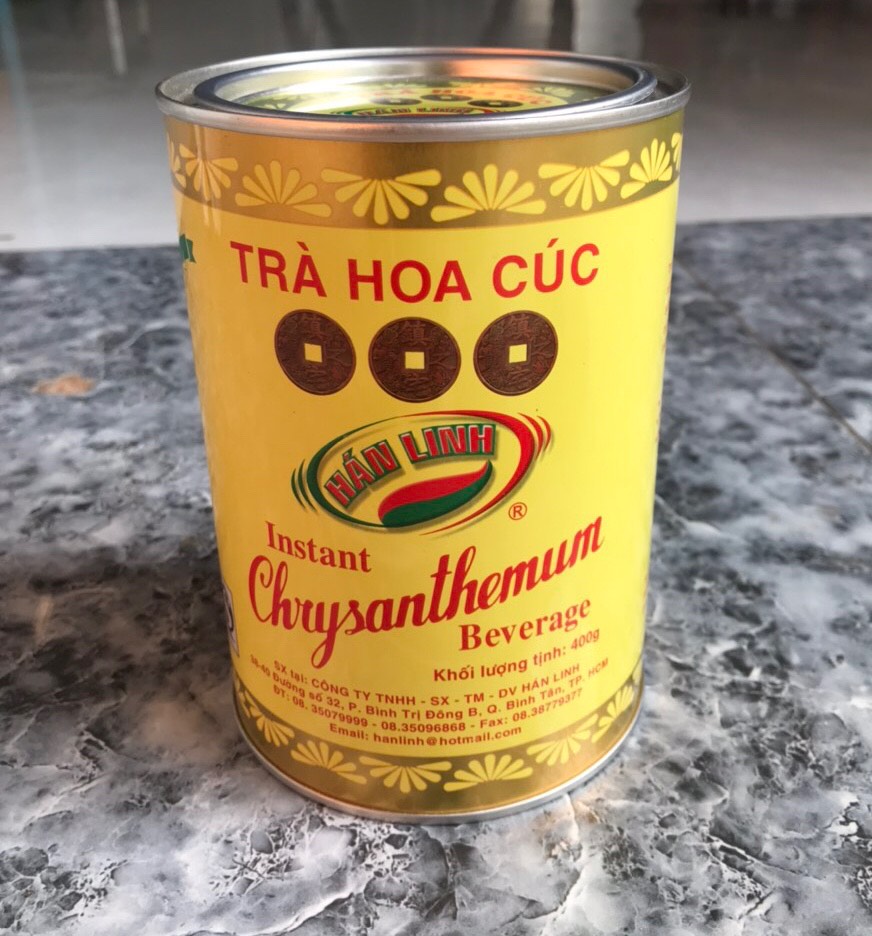 TRÀ HOA CÚC
HÁN LINH
®
Instant
Chrysanthemum
Beverage
Khối lượng tịnh: 400g
SX tại: CÔNG TY TNHH - SX - TM - DV HÁN LINH
Đường số 32, P. Bình Trị Đông B, Q. Bình Tân, TP. HCM
ĐT: 08. 35079999 - 08.35096868 - Fax: 08.38779377
Email: hanlinh@hotmail.com